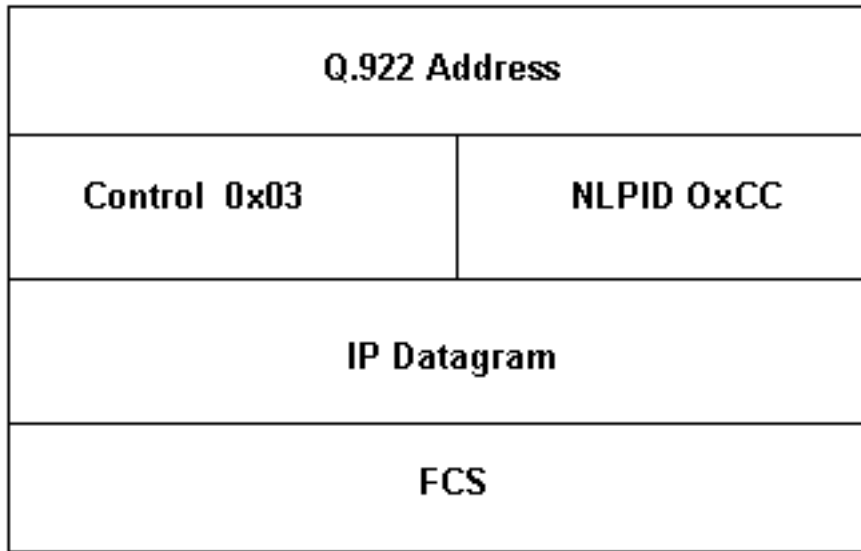 Q.922 Address
Control 0x03
NLPID OxCC
IP Datagram
FCS